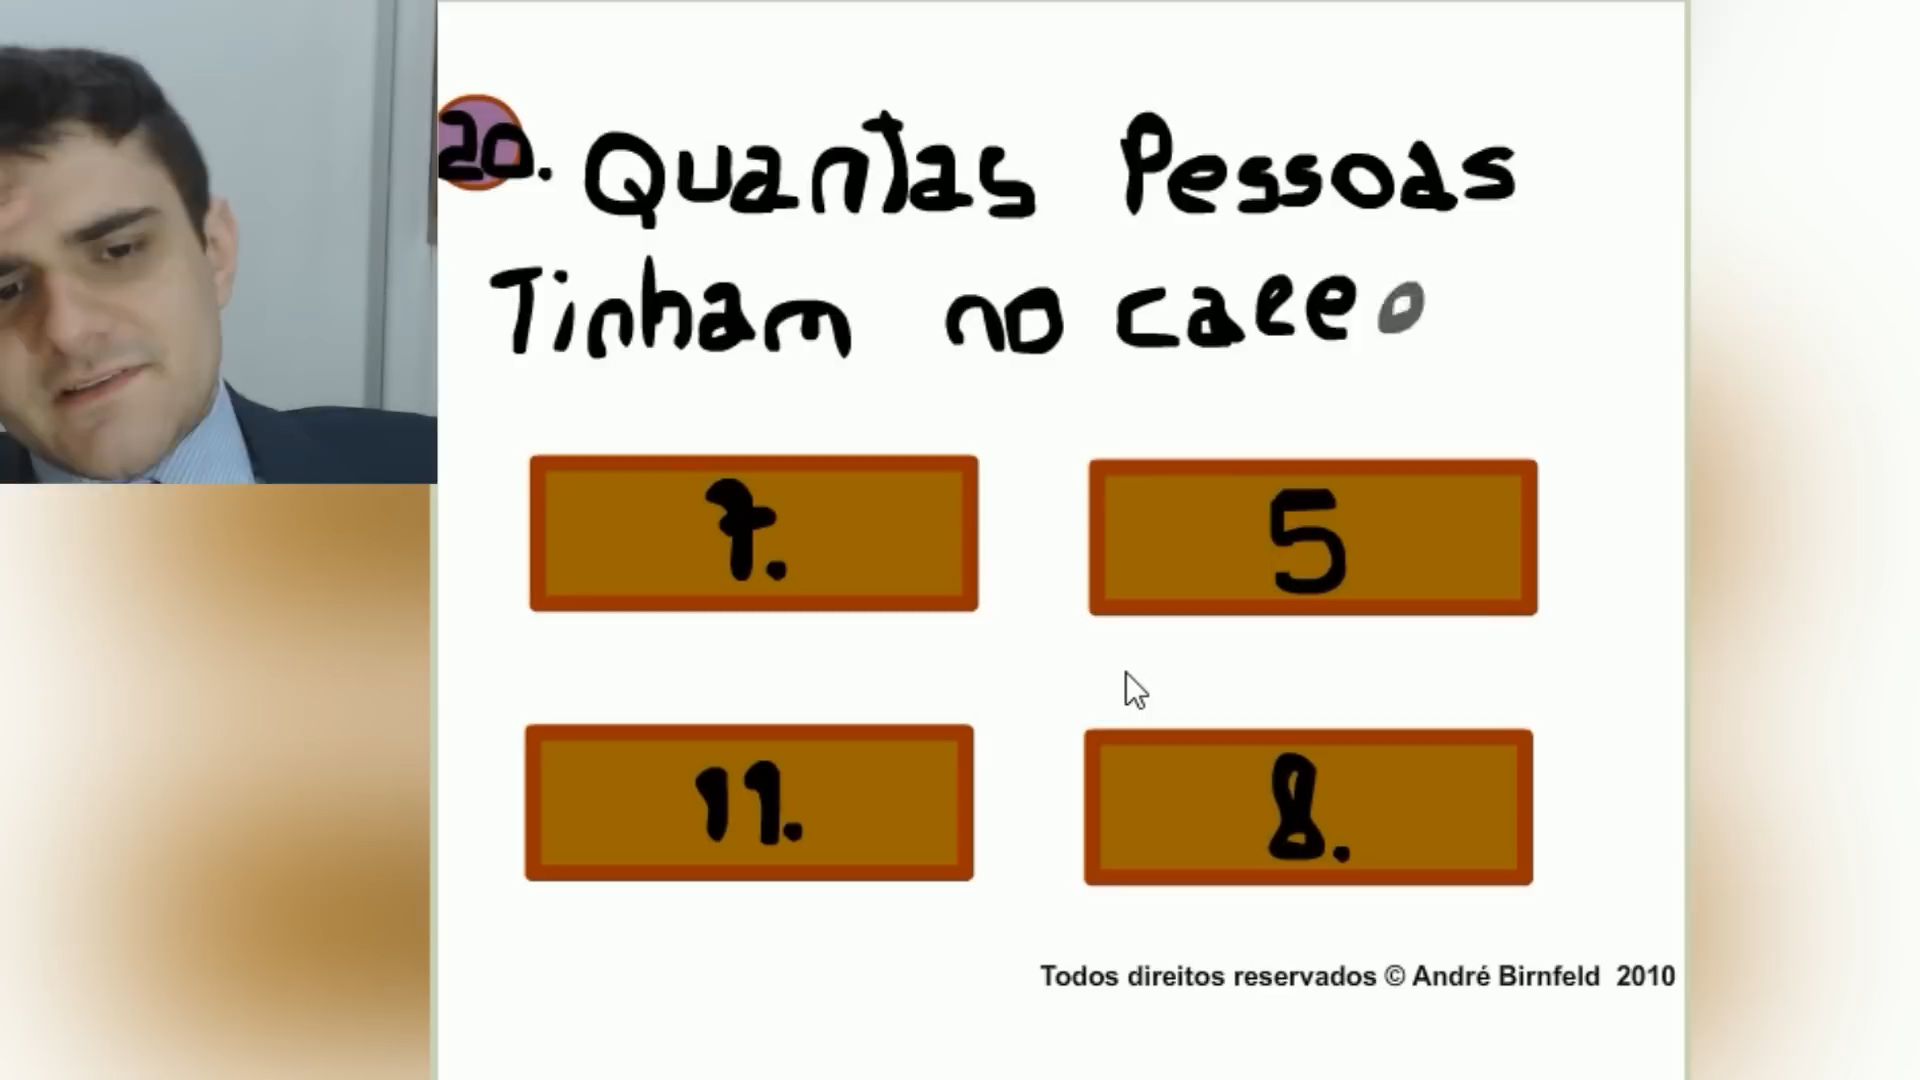 20. Quantas Pessoas
Tinham no carro
7.
5
11.
8.
Todos direitos reservados © André Birnfeld 2010